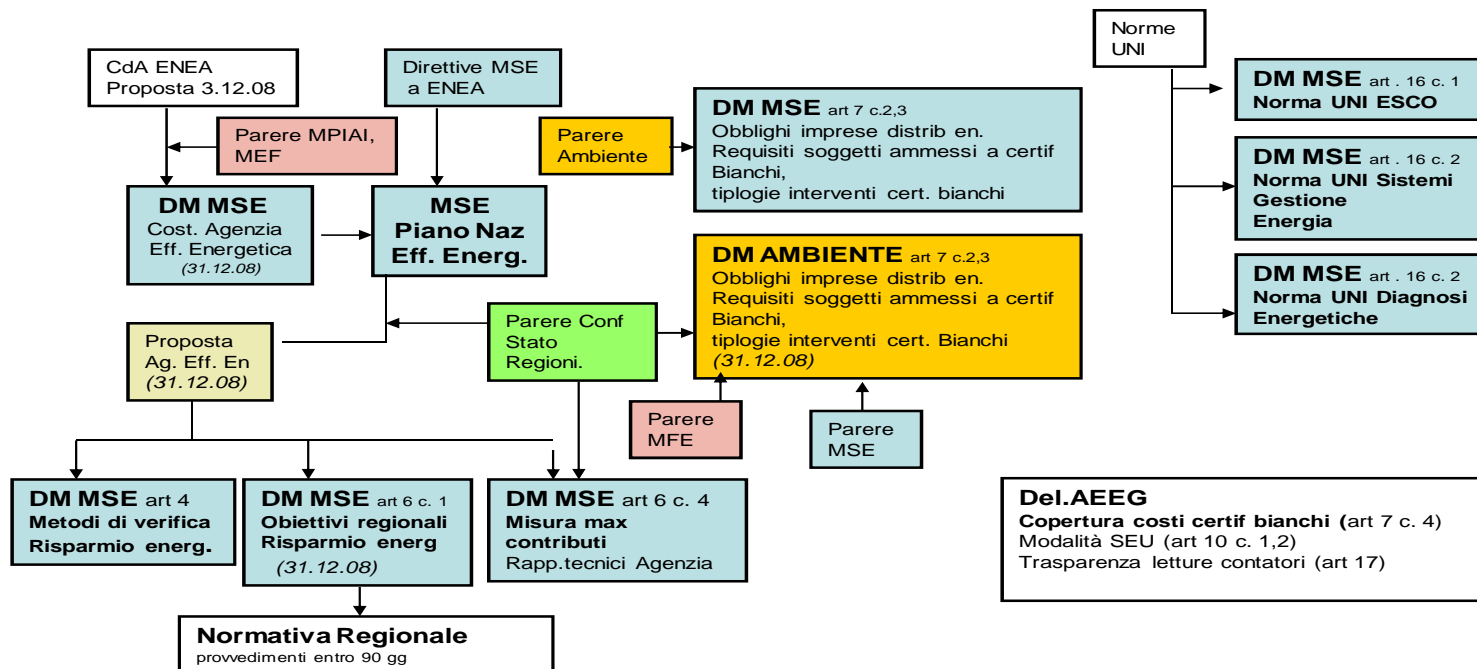 CdA ENEA
Proposta 3.12.08
Direttive MSE
a ENEA
Norme
UNI
Parere MPIAI,
MEF
Parere
Ambiente
DM MSE art 7 c.2,3
Obblighi imprese distrib en.
Requisiti soggetti ammessi a certif
Bianchi,
tiplogie interventi cert. bianchi
DM MSE art . 16 c. 1
Norma UNI ESCO
DM MSE art . 16 c. 2
Norma UNI Sistemi
Gestione
Energia
DM MSE art . 16 c. 2
Norma UNI Diagnosi
Energetiche
DM MSE
Cost. Agenzia
Eff. Energetica
(31.12.08)
MSE
Piano Naz
Eff. Energ.
DM AMBIENTE art 7 c.2,3
Obblighi imprese distrib en.
Requisiti soggetti ammessi a certif
Bianchi,
tiplogie interventi cert. Bianchi
(31.12.08)
Proposta
Ag. Eff. En
(31.12.08)
Parere Conf
Stato
Regioni.
Parere
MFE
Parere
MSE
DM MSE art 4
Metodi di verifica
Risparmio energ.
DM MSE art 6 c. 1
Obiettivi regionali
Risparmio energ
(31.12.08)
DM MSE art 6 c. 4
Misura max
contributi
Rapp.tecnici Agenzia
Del.AEEG
Copertura costi certif bianchi (art 7 c. 4)
Modalità SEU (art 10 c. 1,2)
Trasparenza letture contatori (art 17)
Normativa Regionale
provvedimenti entro 90 gg